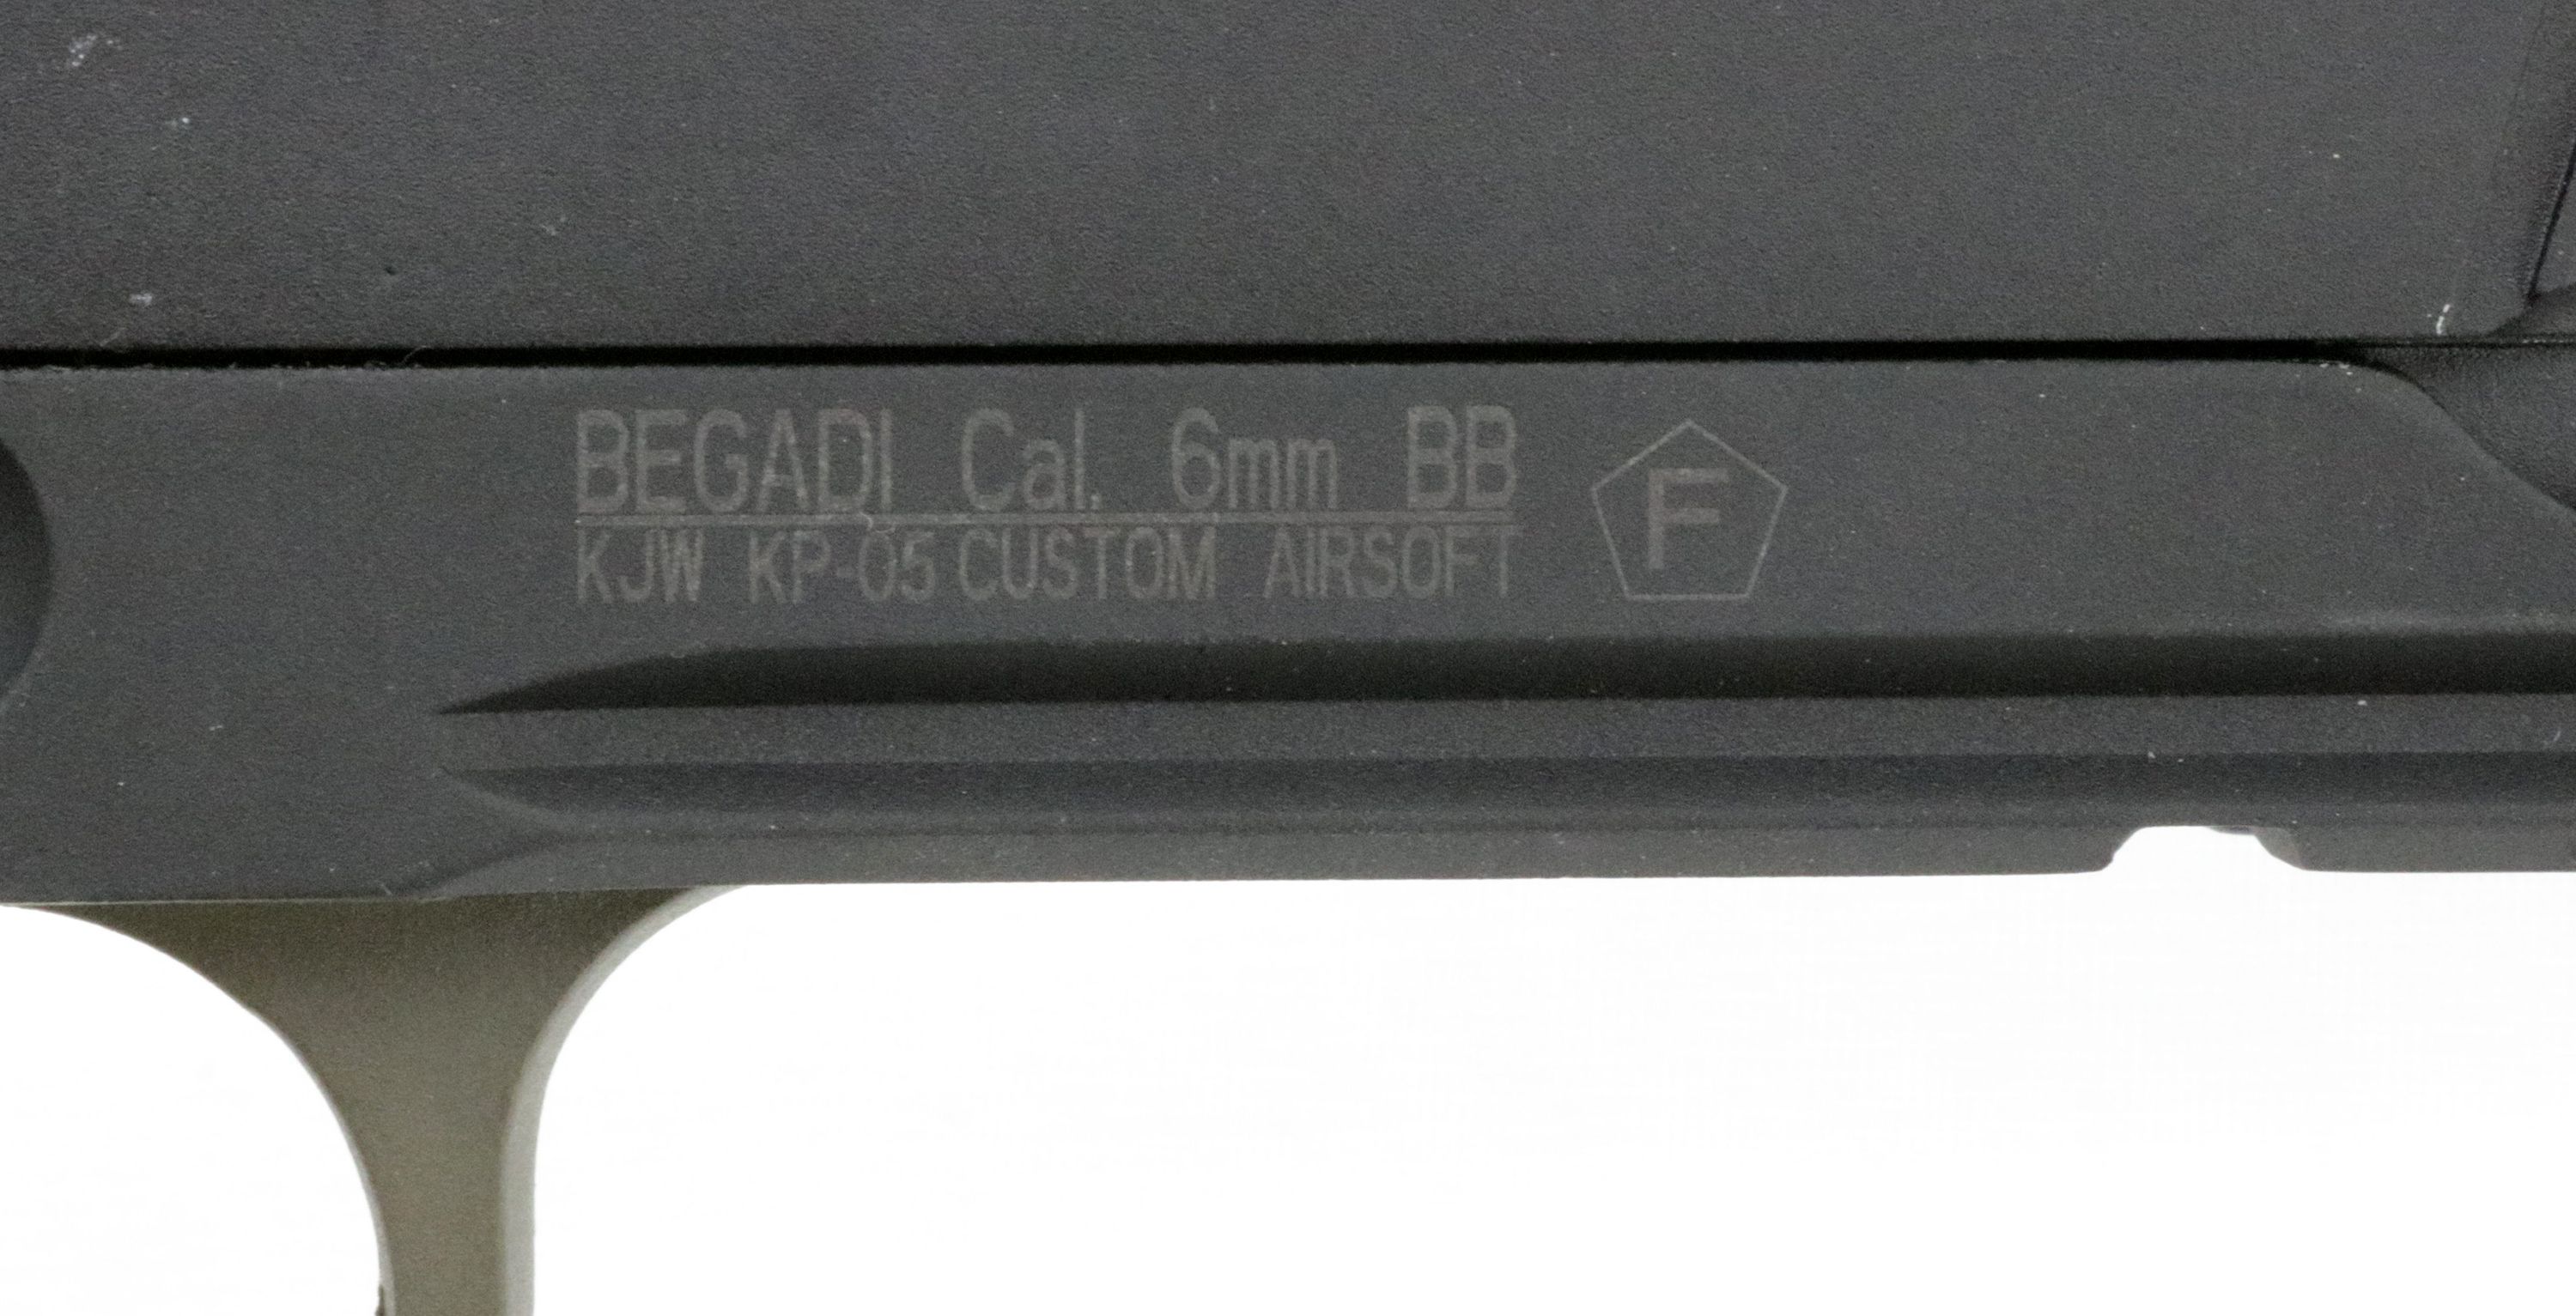 BEGADI Cal. 6mm BB
KJW KP-05 CUSTOM AIRSOFT
F